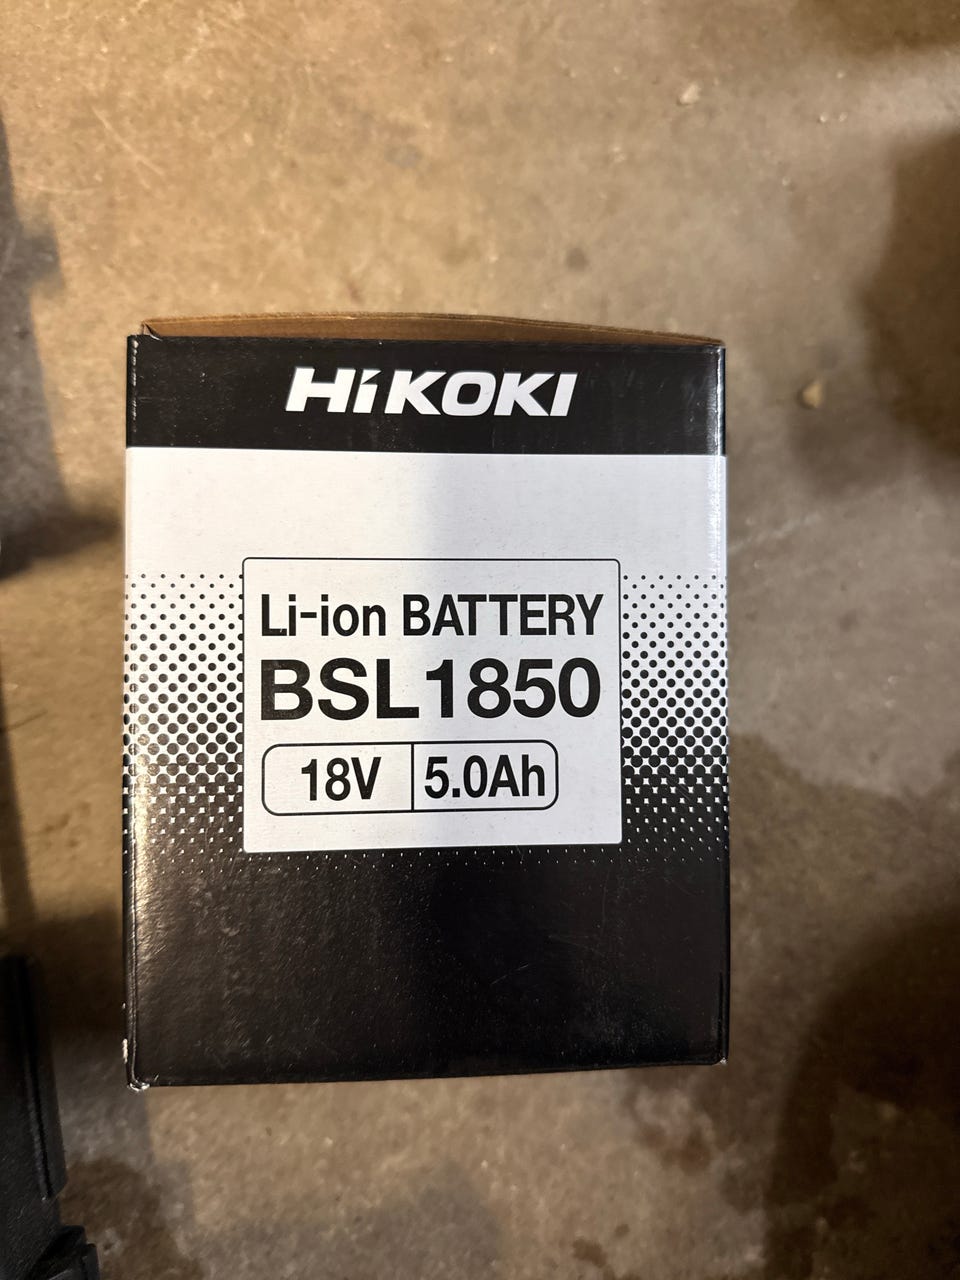 HiKOKI
Li-ion BATTERY
BSL1850
18V 5.0Ah